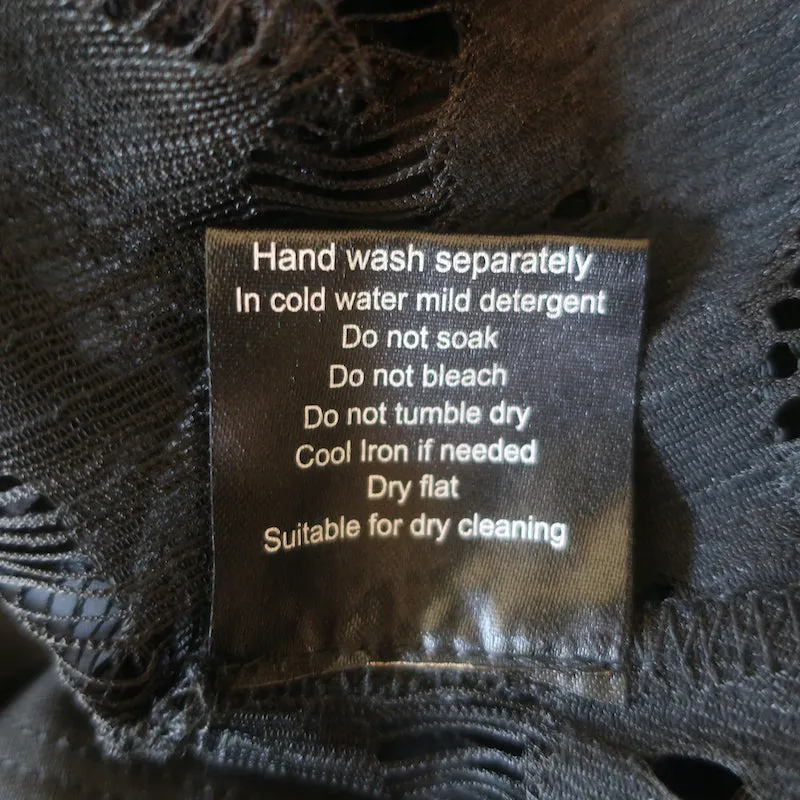 Hand wash separately
In cold water mild detergent
Do not soak
Do not bleach
Do not tumble dry
Cool Iron if needed
Dry flat
Suitable for dry cleaning